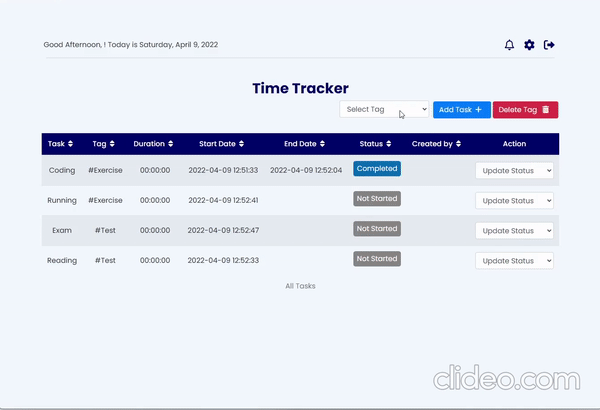 Good Afternoon, ! Today is Saturday, April 9, 2022
Time Tracker
Select Tag Add Task + Delete Tag
Task Tag Duration Start Date End Date Status Created by Action
Coding #Exercise 00:00:00 2022-04-09 12:51:33 2022-04-09 12:52:04 Completed Update Status
Running #Exercise 00:00:00 2022-04-09 12:52:41 Not Started Update Status
Exam #Test 00:00:00 2022-04-09 12:52:47 Not Started Update Status
Reading #Test 00:00:00 2022-04-09 12:52:33 Not Started Update Status
All Tasks
clideo.com